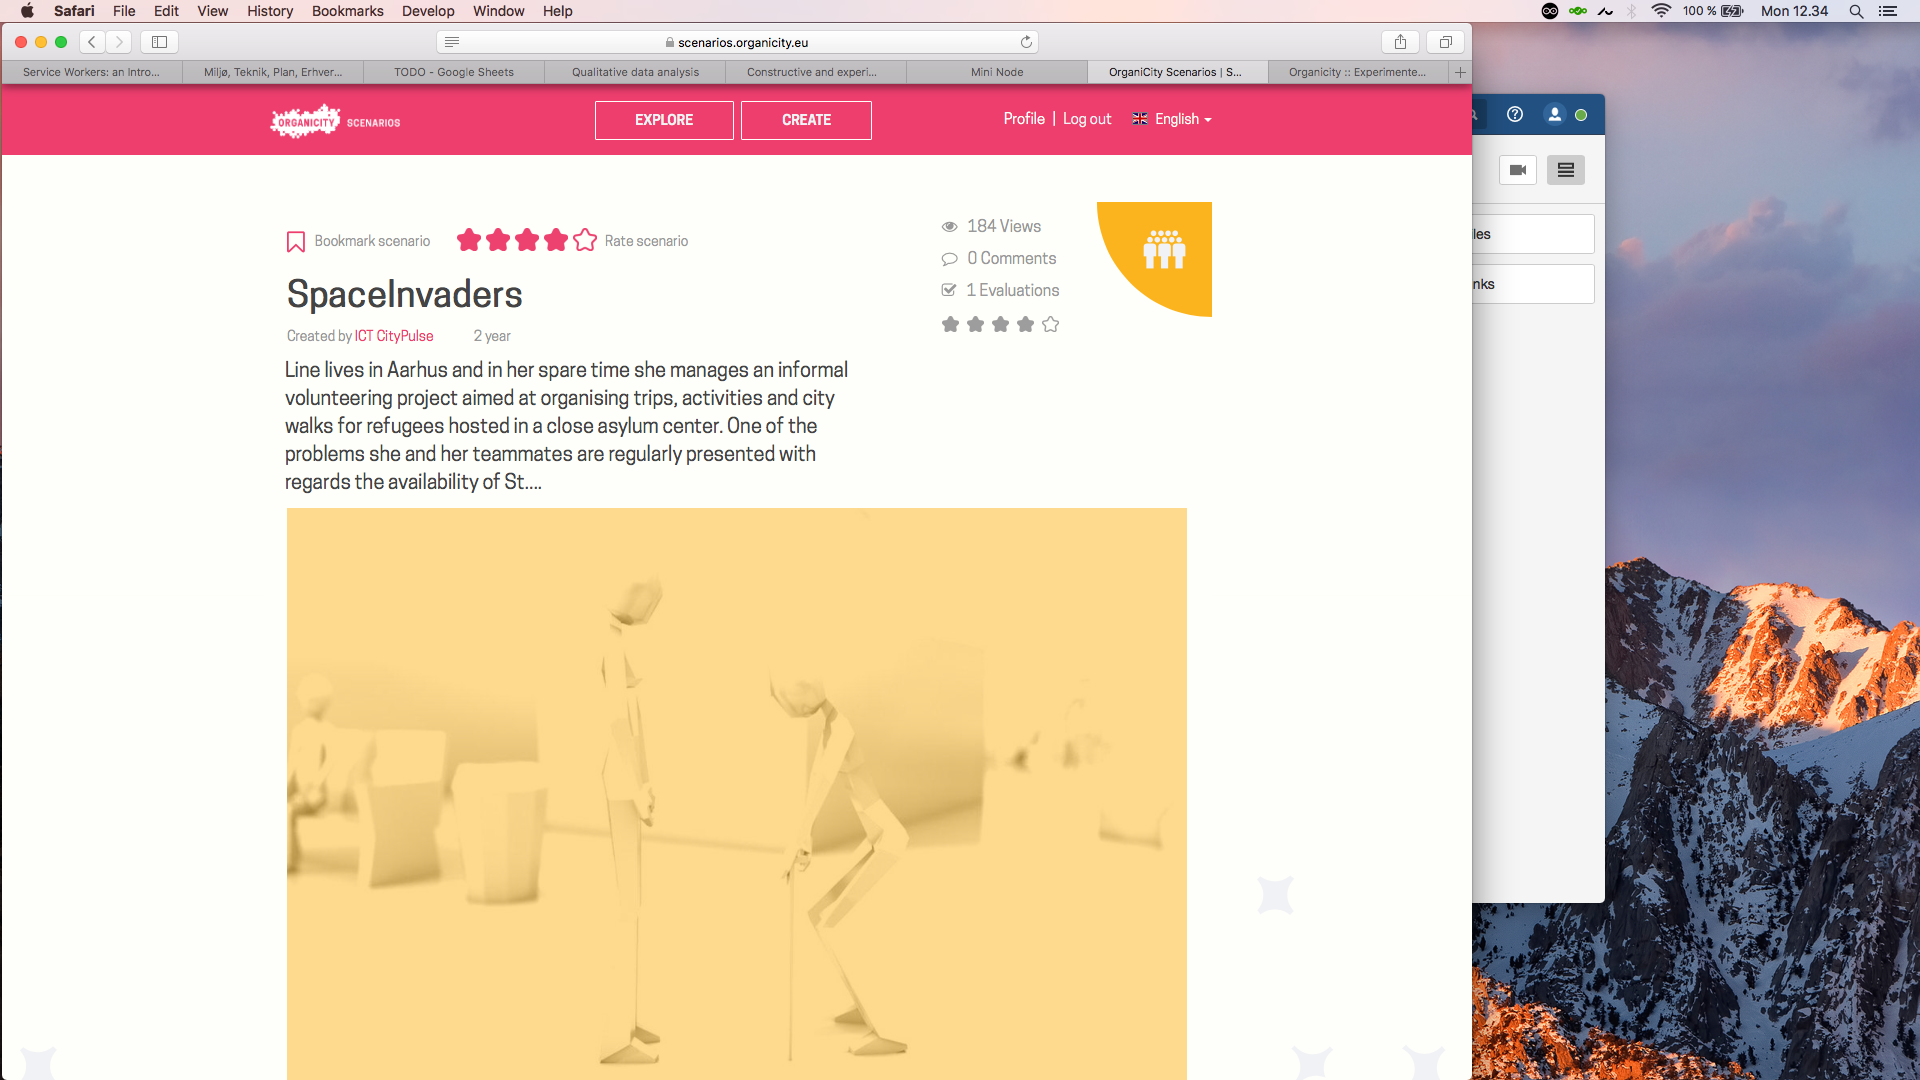 Safari File Edit View History Bookmarks Develop Window Help 100 % Mon 12.34
scenarios.organicity.eu
Service Workers: an Intro... Miljø, Teknik, Plan, Erhver... TODO - Google Sheets Qualitative data analysis Constructive and experi... Mini Node OrganiCity Scenarios | S... Organicity :: Experimente...
ORGANICITY SCENARIOS EXPLORE CREATE Profile | Log out English
Bookmark scenario Rate scenario
184 Views
0 Comments
1 Evaluations
SpaceInvaders
Created by ICT CityPulse 2 year
Line lives in Aarhus and in her spare time she manages an informal
volunteering project aimed at organising trips, activities and city
walks for refugees hosted in a close asylum center. One of the
problems she and her teammates are regularly presented with
regards the availability of St....
les
nks